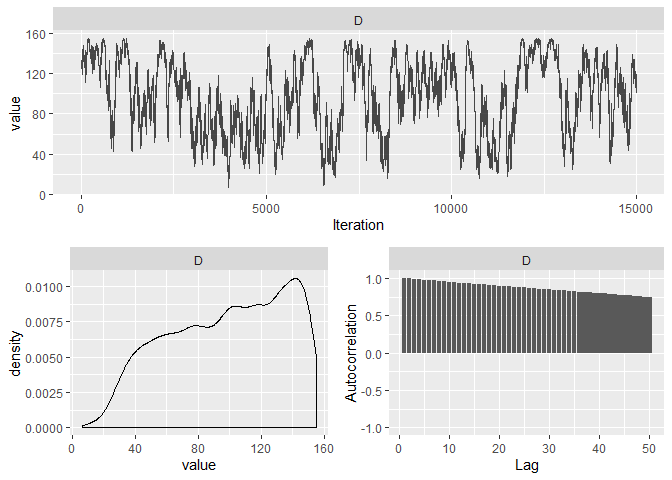 D
160
120
80
40
0
value
0 5000 10000 15000
Iteration
D D
0.0100
0.0075
0.0050
0.0025
0.0000
density
0 40 80 120 160
value
1.0
0.5
0.0
-0.5
-1.0
Autocorrelation
0 10 20 30 40 50
Lag